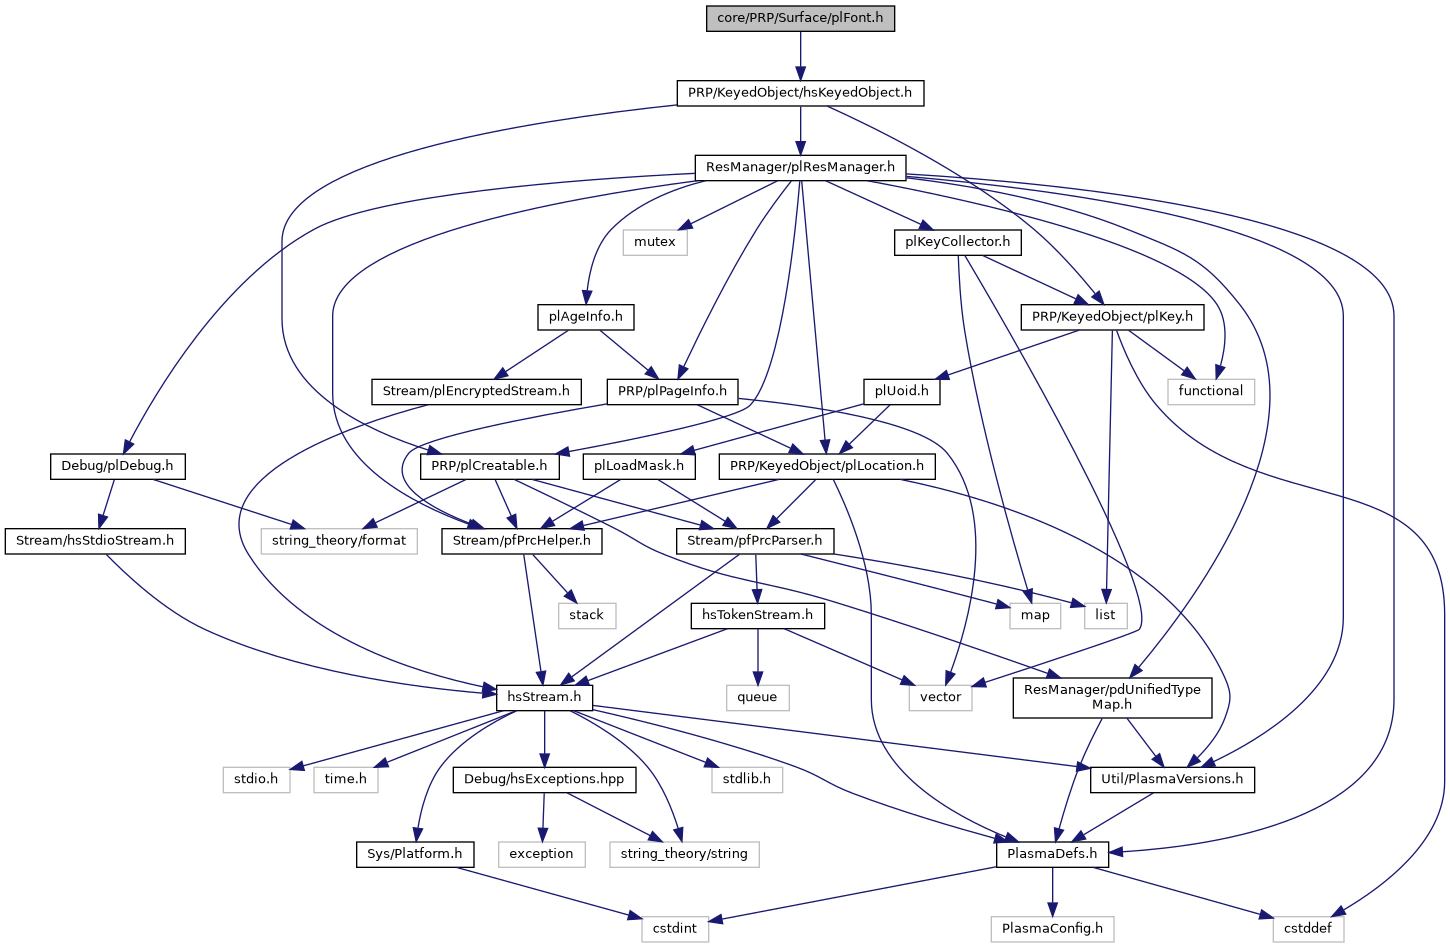 core/PRP/Surface/plFont.h
PRP/KeyedObject/hsKeyedObject.h
ResManager/plResManager.h
mutex
plKeyCollector.h
plAgeInfo.h
PRP/KeyedObject/plKey.h
Stream/plEncryptedStream.h
PRP/plPageInfo.h
plUoid.h
functional
Debug/plDebug.h
PRP/plCreatable.h
plLoadMask.h
PRP/KeyedObject/plLocation.h
Stream/hsStdioStream.h
string_theory/format
Stream/pfPrcHelper.h
Stream/pfPrcParser.h
stack
hsTokenStream.h
map
list
hsStream.h
queue
vector
ResManager/pdUnifiedType
Map.h
stdio.h
time.h
Debug/hsExceptions.hpp
stdlib.h
Util/PlasmaVersions.h
Sys/Platform.h
exception
string_theory/string
PlasmaDefs.h
cstdint
PlasmaConfig.h
cstddef